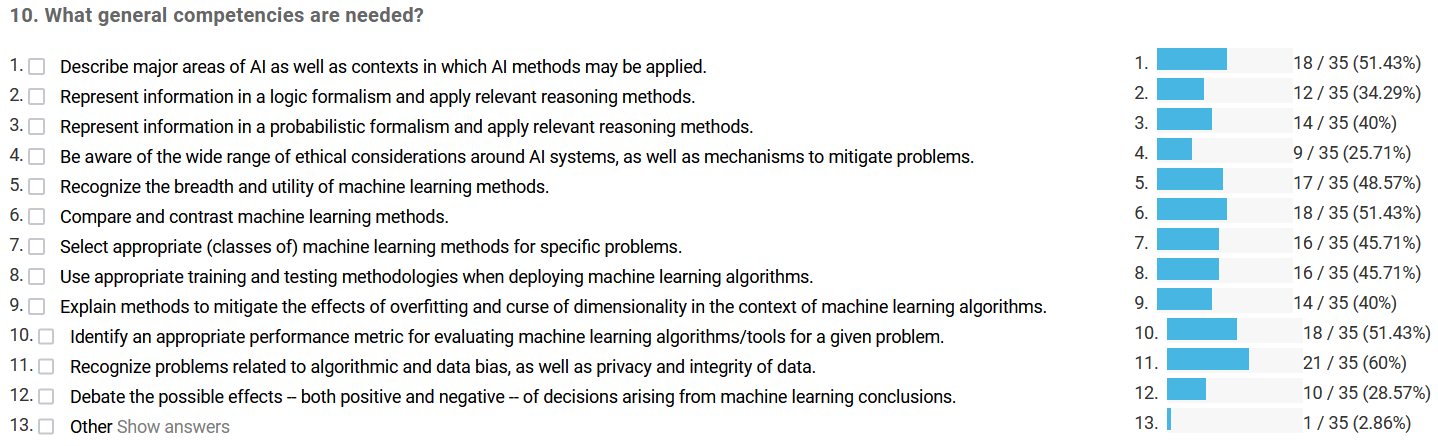 10. What general competencies are needed?
1. Describe major areas of AI as well as contexts in which AI methods may be applied. 1. 18 / 35 (51.43%)
2. Represent information in a logic formalism and apply relevant reasoning methods. 2. 12 / 35 (34.29%)
3. Represent information in a probabilistic formalism and apply relevant reasoning methods. 3. 14 / 35 (40%)
4. Be aware of the wide range of ethical considerations around AI systems, as well as mechanisms to mitigate problems. 4. 9 / 35 (25.71%)
5. Recognize the breadth and utility of machine learning methods. 5. 17 / 35 (48.57%)
6. Compare and contrast machine learning methods. 6. 18 / 35 (51.43%)
7. Select appropriate (classes of) machine learning methods for specific problems. 7. 16 / 35 (45.71%)
8. Use appropriate training and testing methodologies when deploying machine learning algorithms. 8. 16 / 35 (45.71%)
9. Explain methods to mitigate the effects of overfitting and curse of dimensionality in the context of machine learning algorithms. 9. 14 / 35 (40%)
10. Identify an appropriate performance metric for evaluating machine learning algorithms/tools for a given problem. 10. 18 / 35 (51.43%)
11. Recognize problems related to algorithmic and data bias, as well as privacy and integrity of data. 11. 21 / 35 (60%)
12. Debate the possible effects -- both positive and negative -- of decisions arising from machine learning conclusions. 12. 10 / 35 (28.57%)
13. Other Show answers 13. 1 / 35 (2.86%)